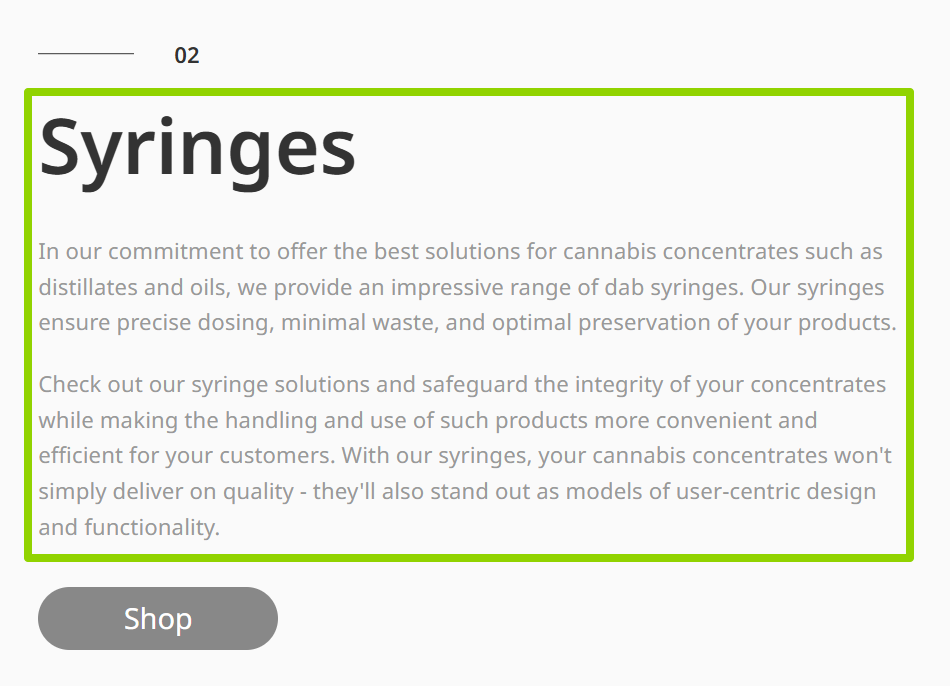 02
Syringes
In our commitment to offer the best solutions for cannabis concentrates such as
distillates and oils, we provide an impressive range of dab syringes. Our syringes
ensure precise dosing, minimal waste, and optimal preservation of your products.
Check out our syringe solutions and safeguard the integrity of your concentrates
while making the handling and use of such products more convenient and
efficient for your customers. With our syringes, your cannabis concentrates won't
simply deliver on quality - they'll also stand out as models of user-centric design
and functionality.
Shop